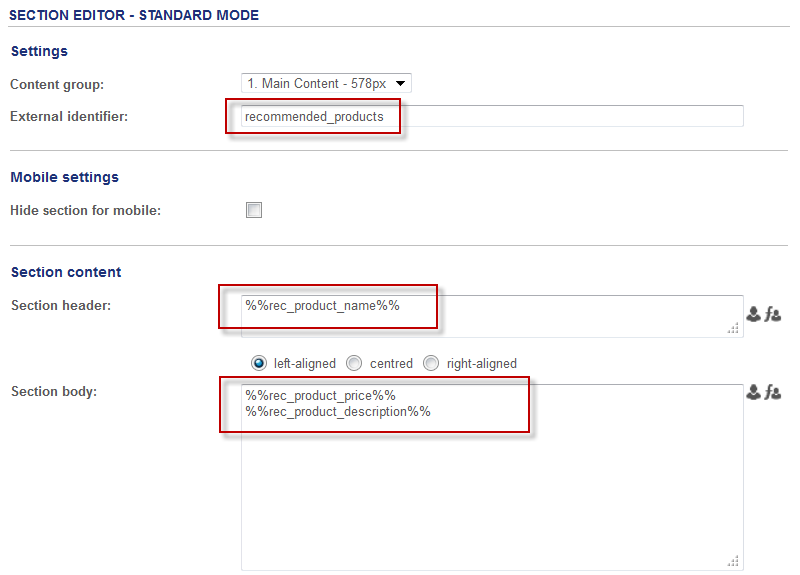 SECTION EDITOR - STANDARD MODE
Settings
Content group: 1. Main Content - 578px
External identifier: recommended_products
Mobile settings
Hide section for mobile:
Section content
Section header: %%rec_product_name%%
left-aligned centred right-aligned
Section body: %%rec_product_price%%
%%rec_product_description%%